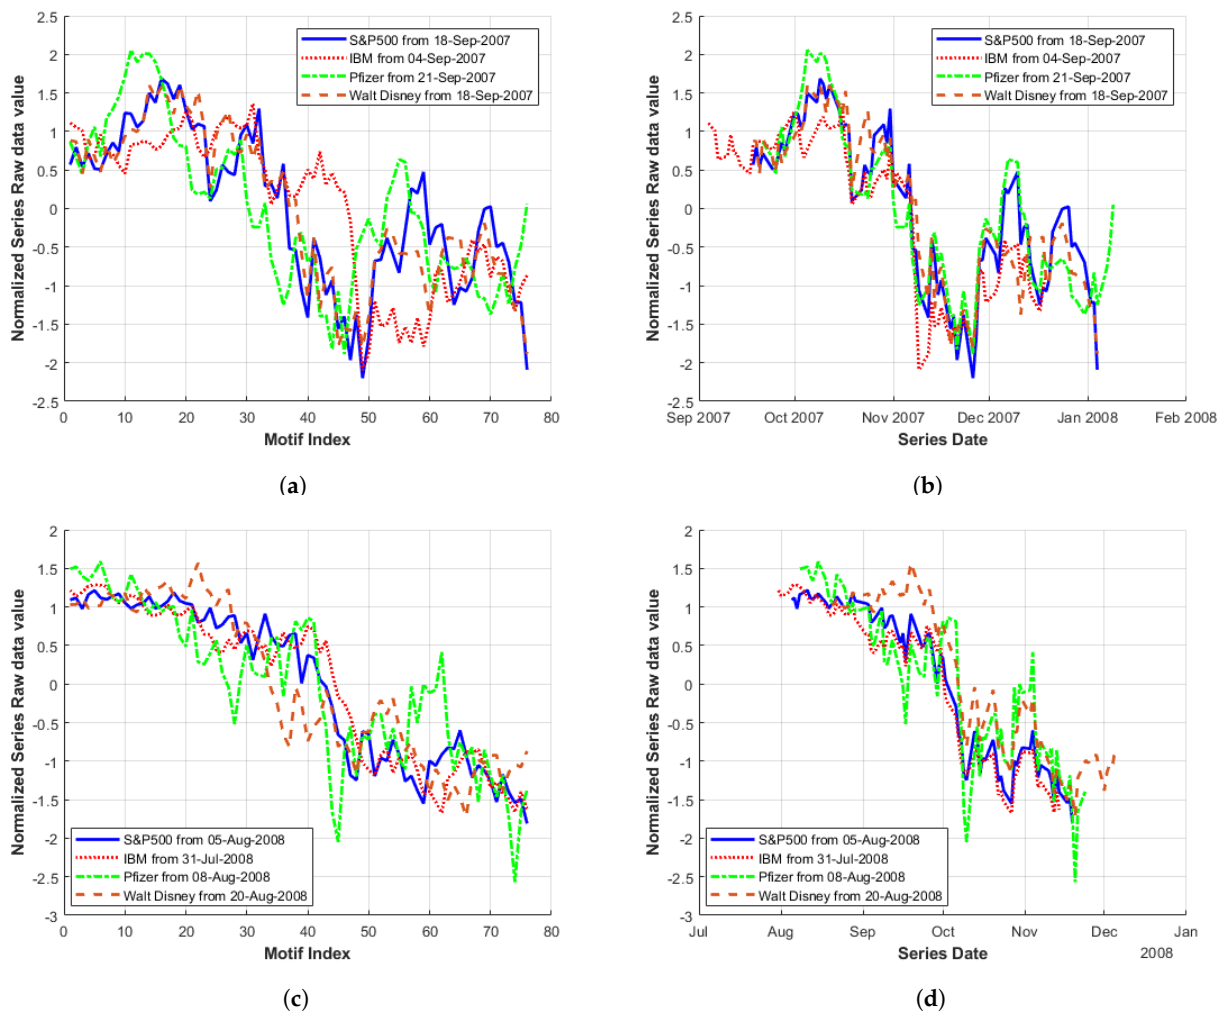 2.5
2
1.5
1
0.5
0
-0.5
-1
-1.5
-2
-2.5
Normalized Series Raw data value
S&P500 from 18-Sep-2007
IBM from 04-Sep-2007
Pfizer from 21-Sep-2007
Walt Disney from 18-Sep-2007
0 10 20 30 40 50 60 70 80
Motif Index
(a)
2.5
2
1.5
1
0.5
0
-0.5
-1
-1.5
-2
-2.5
Normalized Series Raw data value
S&P500 from 18-Sep-2007
IBM from 04-Sep-2007
Pfizer from 21-Sep-2007
Walt Disney from 18-Sep-2007
Sep 2007 Oct 2007 Nov 2007 Dec 2007 Jan 2008 Feb 2008
Series Date
(b)
2
1.5
1
0.5
0
-0.5
-1
-1.5
-2
-2.5
-3
Normalized Series Raw data value
S&P500 from 05-Aug-2008
IBM from 31-Jul-2008
Pfizer from 08-Aug-2008
Walt Disney from 20-Aug-2008
0 10 20 30 40 50 60 70 80
Motif Index
(c)
2
1.5
1
0.5
0
-0.5
-1
-1.5
-2
-2.5
-3
Normalized Series Raw data value
S&P500 from 05-Aug-2008
IBM from 31-Jul-2008
Pfizer from 08-Aug-2008
Walt Disney from 20-Aug-2008
Jul Aug Sep Oct Nov Dec Jan
Series Date 2008
(d)